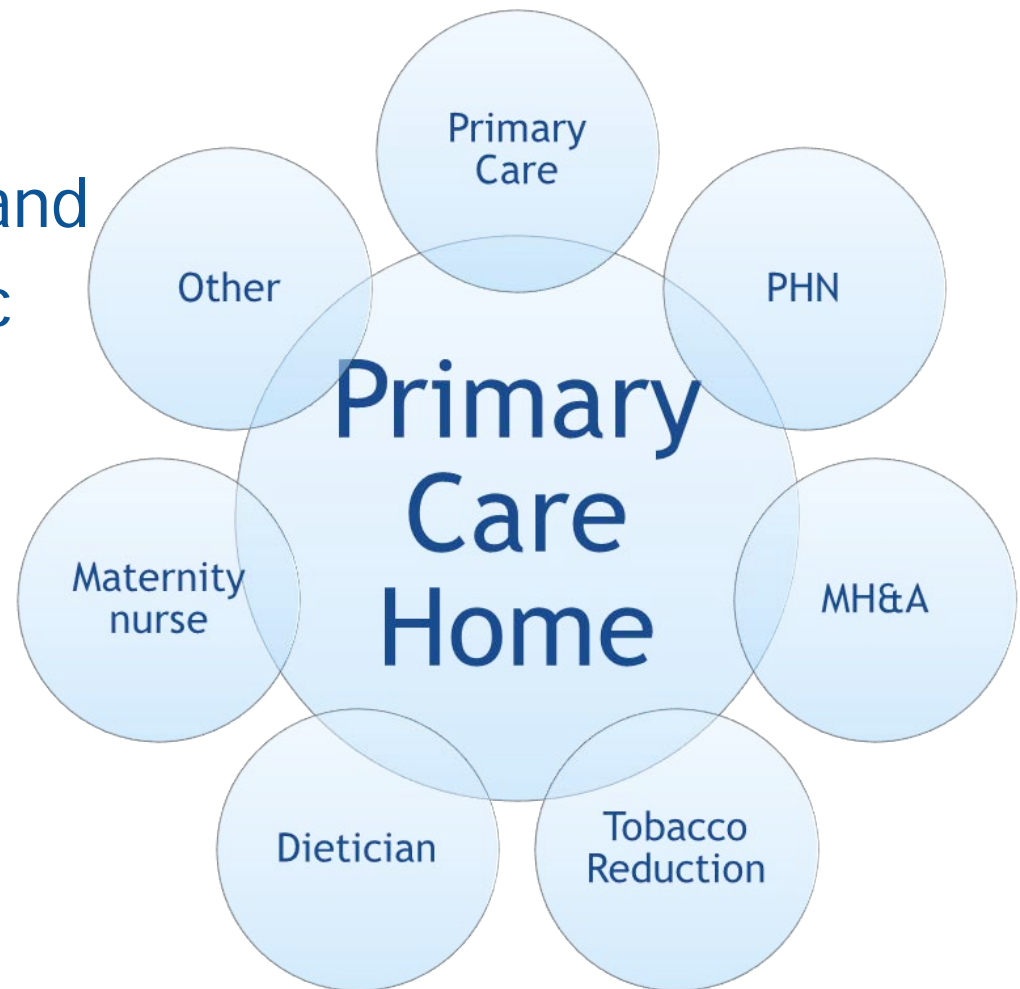 and
c
Primary
Care
Other
PHN
Primary
Care
Home
Maternity
nurse
MH&A
Dietician
Tobacco
Reduction